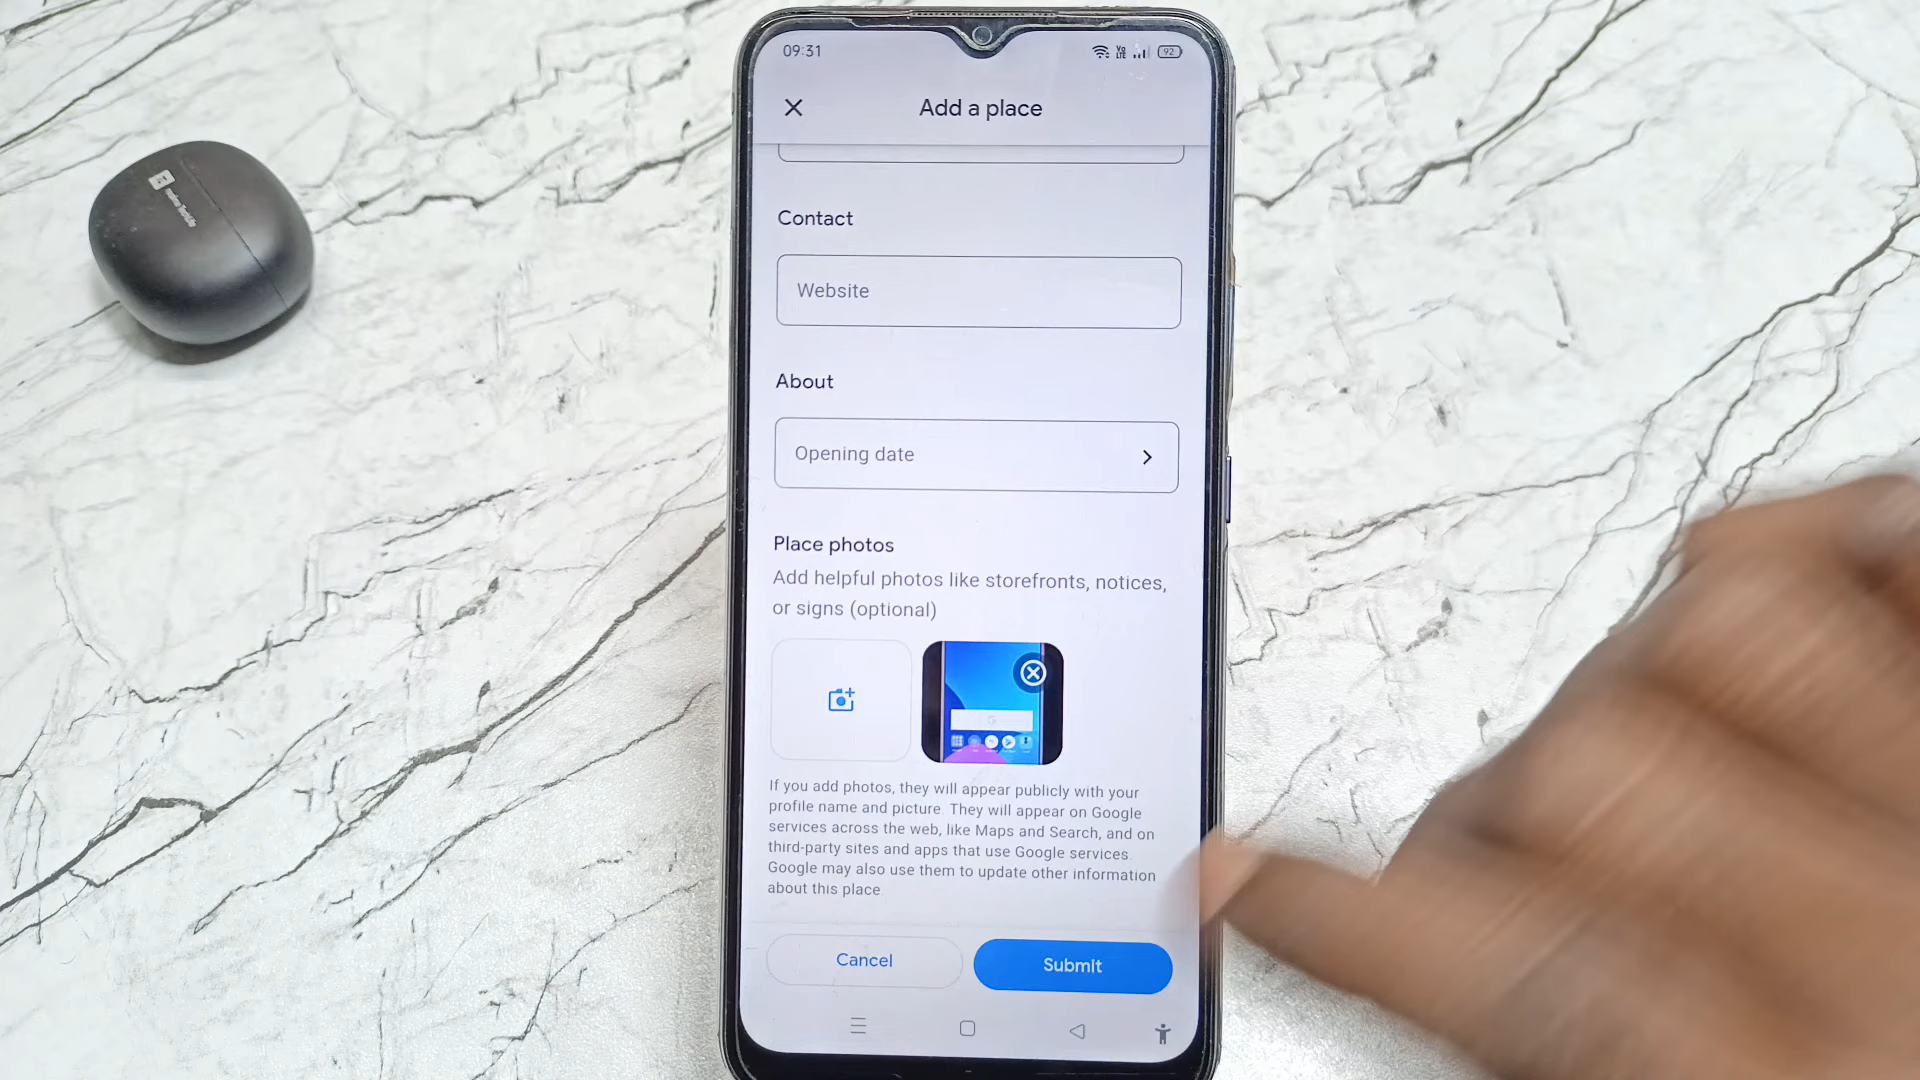 09:31
Vo
LTE
92
Add a place
Contact
Website
About
Opening date
Place photos
Add helpful photos like storefronts, notices,
or signs (optional)
If you add photos, they will appear publicly with your
profile name and picture. They will appear on Google
services across the web, like Maps and Search, and on
third-party sites and apps that use Google services.
Google may also use them to update other information
about this place
Cancel
Submit